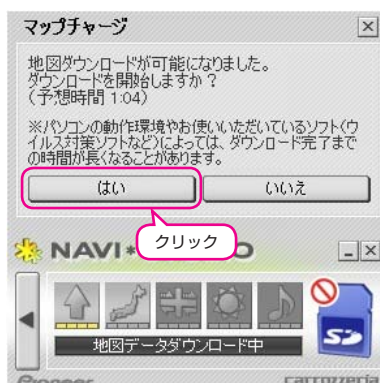 マップチャージ
地図ダウンロードが可能になりました。
ダウンロードを開始しますか？
（予想時間 1:04）
※パソコンの動作環境やお使いいただいているソフト(ウ
イルス対策ソフトなど)によっては、ダウンロード完了まで
の時間が長くなることがあります。
はい
いいえ
クリック
NAVI*
O
地図データダウンロード中
SD
Pioneer
carrozzeria